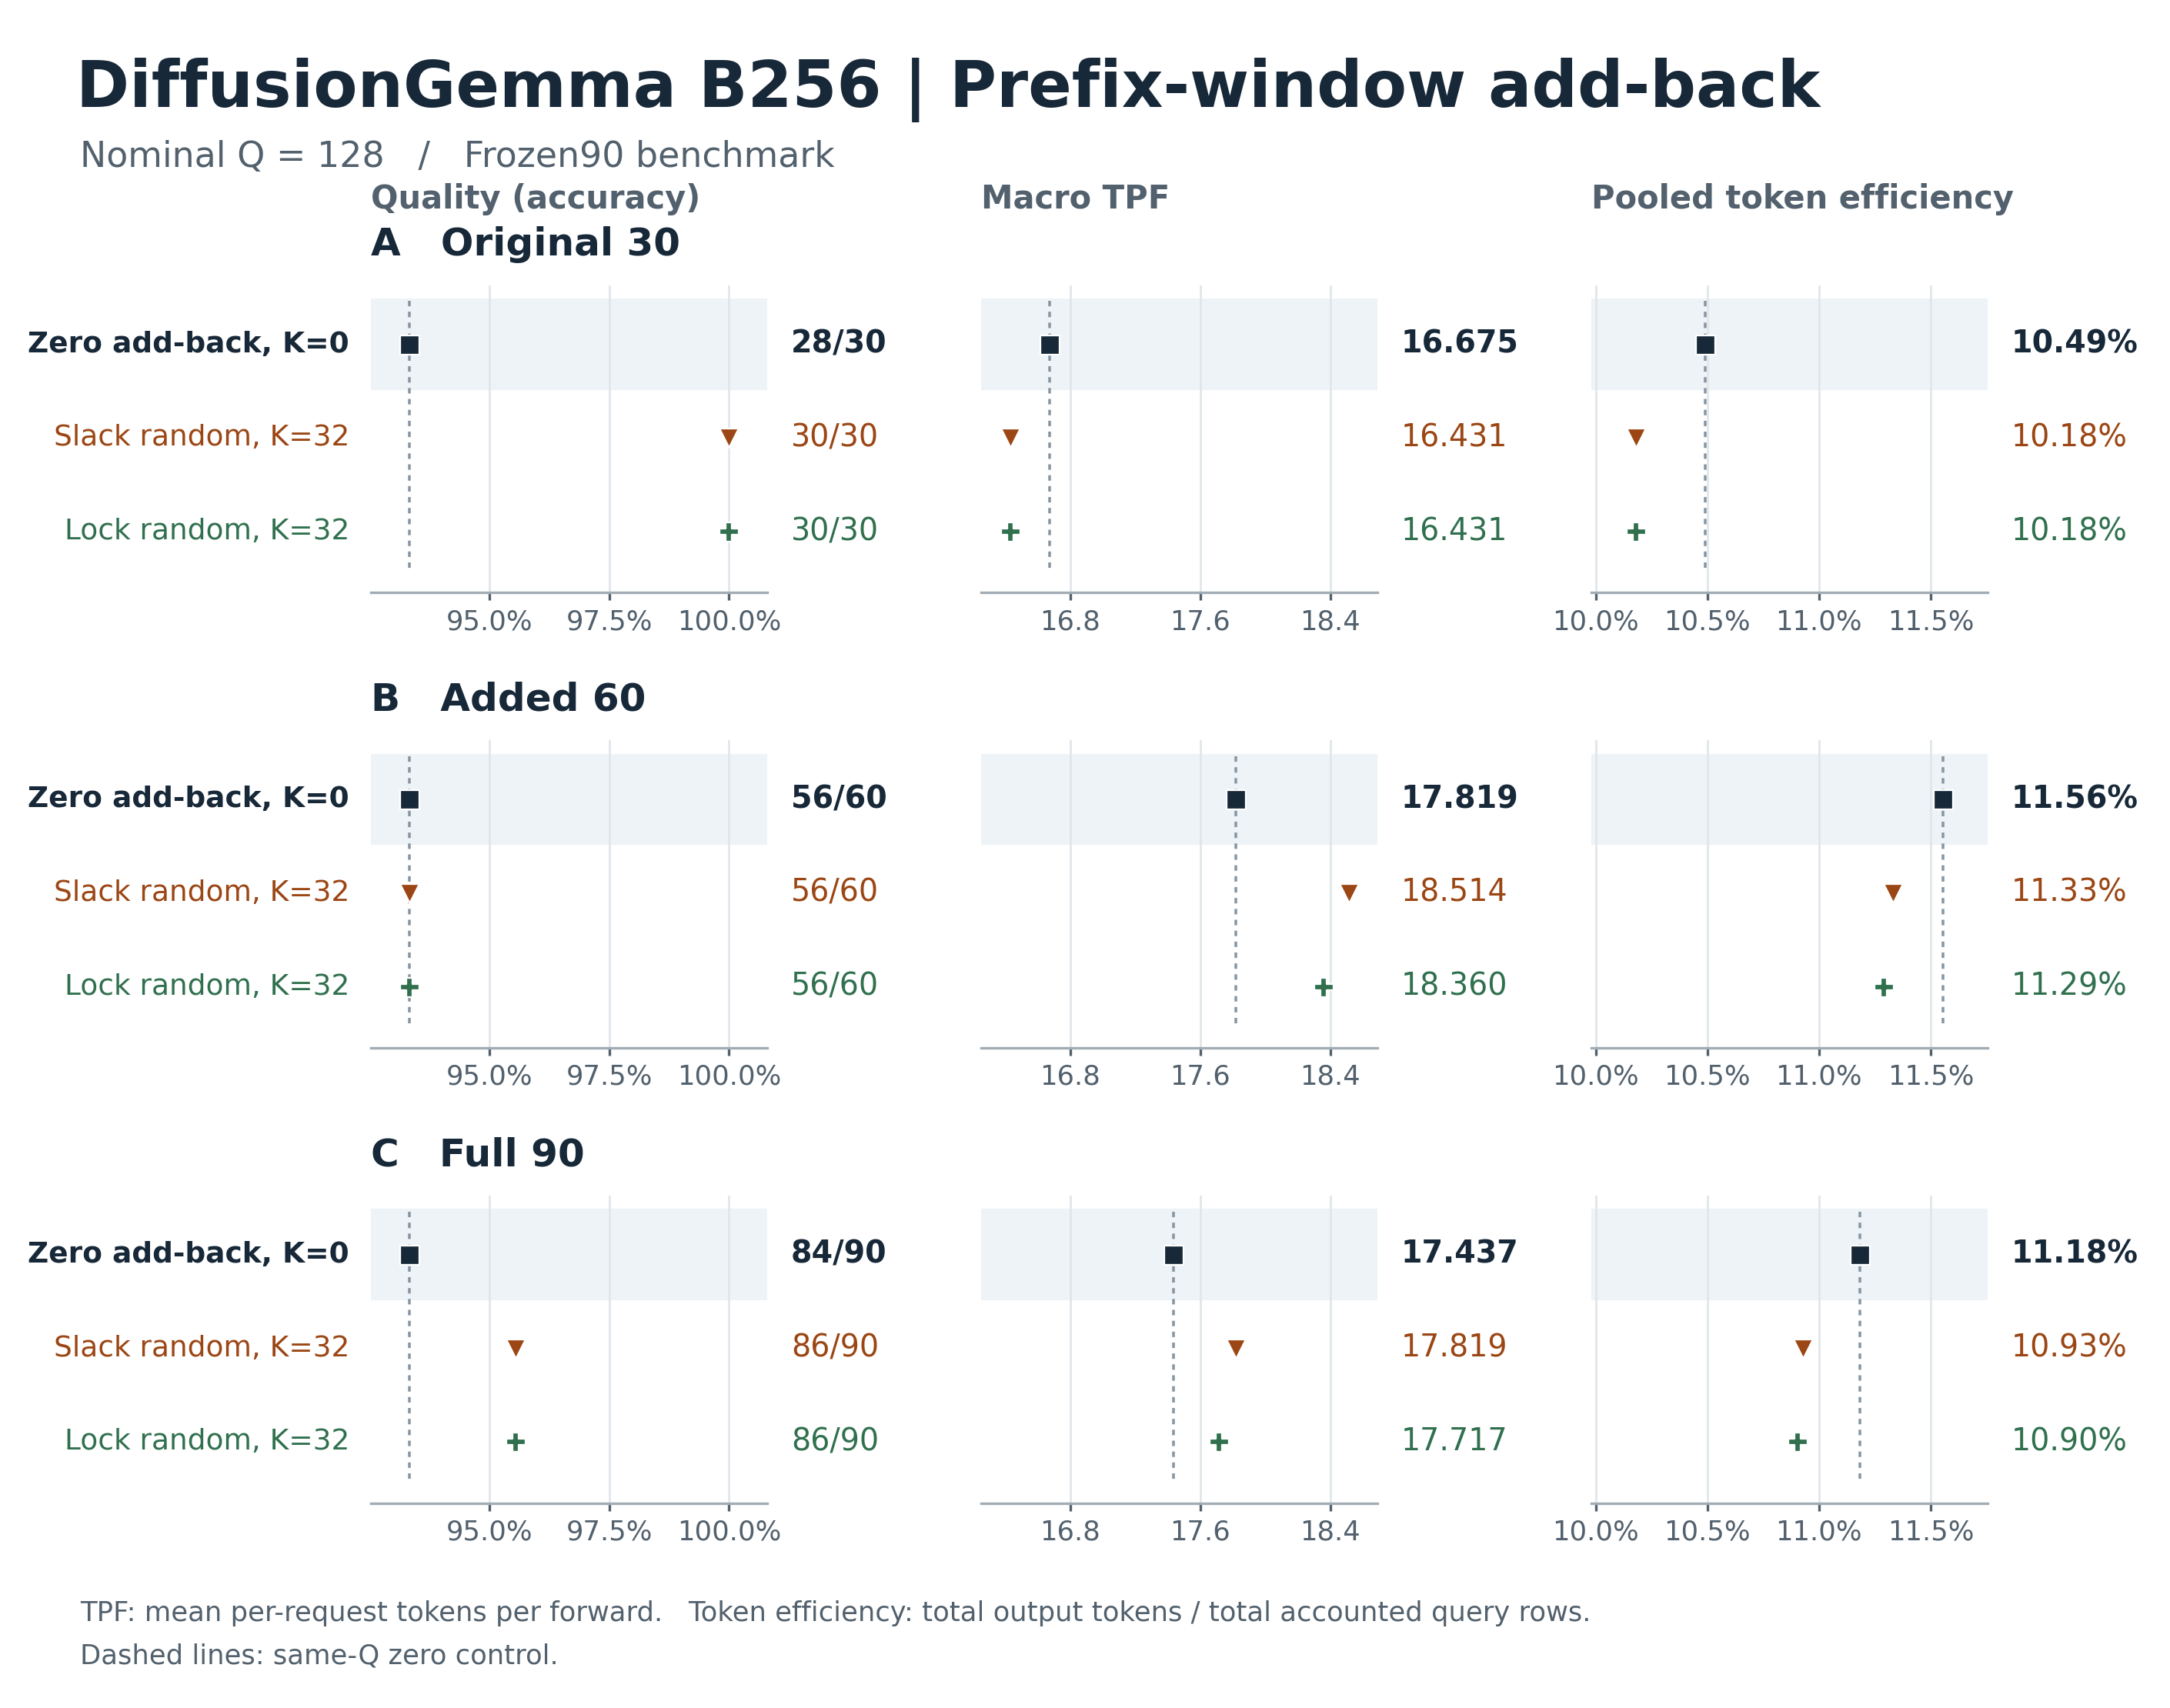 DiffusionGemma B256 | Prefix-window add-back
Nominal Q = 128 / Frozen90 benchmark
Quality (accuracy) Macro TPF Pooled token efficiency
A Original 30
Zero add-back, K=0 28/30 16.675 10.49%
Slack random, K=32 30/30 16.431 10.18%
Lock random, K=32 30/30 16.431 10.18%
95.0% 97.5% 100.0% 16.8 17.6 18.4 10.0% 10.5% 11.0% 11.5%
B Added 60
Zero add-back, K=0 56/60 17.819 11.56%
Slack random, K=32 56/60 18.514 11.33%
Lock random, K=32 56/60 18.360 11.29%
95.0% 97.5% 100.0% 16.8 17.6 18.4 10.0% 10.5% 11.0% 11.5%
C Full 90
Zero add-back, K=0 84/90 17.437 11.18%
Slack random, K=32 86/90 17.819 10.93%
Lock random, K=32 86/90 17.717 10.90%
95.0% 97.5% 100.0% 16.8 17.6 18.4 10.0% 10.5% 11.0% 11.5%
TPF: mean per-request tokens per forward. Token efficiency: total output tokens / total accounted query rows.
Dashed lines: same-Q zero control.